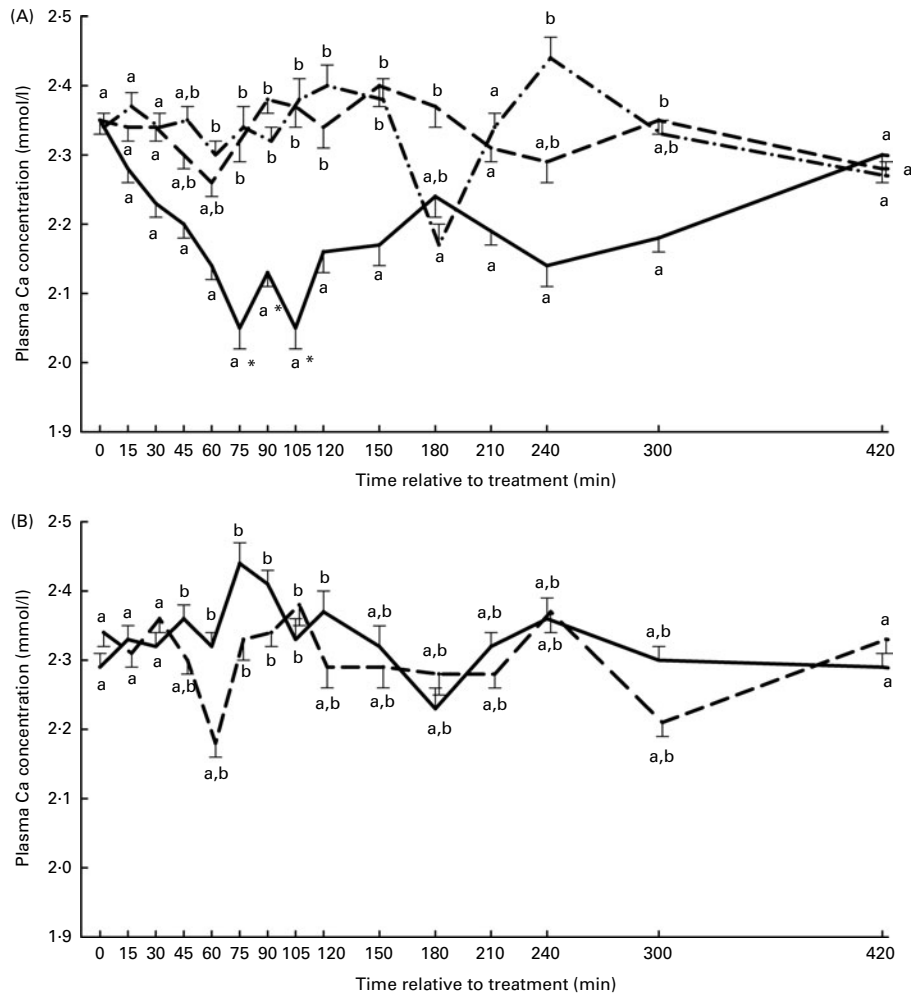 (A)
2·5
2·4
2·3
2·2
2·1
2·0
1·9
Plasma Ca concentration (mmol/l)
a a a a,b b b b b b b b a b b a
a a a,b a,b b b b b a,b a a,b a,b a
a a a a a * a * a * a a a a a a
0 15 30 45 60 75 90 105 120 150 180 210 240 300 420
Time relative to treatment (min)
(B)
2·5
2·4
2·3
2·2
2·1
2·0
1·9
Plasma Ca concentration (mmol/l)
a a a b b b b b b a,b a,b a,b a,b a,b a
a a a a,b a,b b b b a,b a,b a,b a,b a,b a,b a
0 15 30 45 60 75 90 105 120 150 180 210 240 300 420
Time relative to treatment (min)